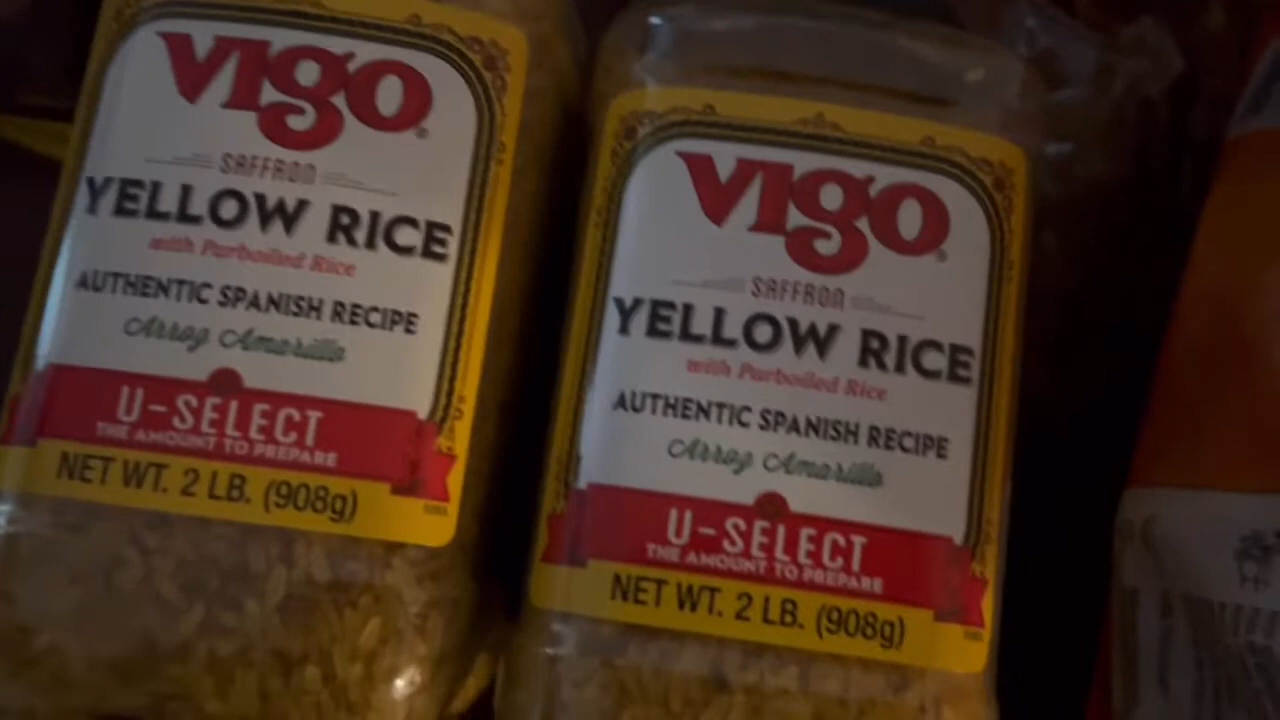 VIGO®
SAFFRON
YELLOW RICE
with Parboiled Rice
AUTHENTIC SPANISH RECIPE
Arroz Amarillo
U-SELECT
THE AMOUNT TO PREPARE
NET WT. 2 LB. (908g)
VIGO®
SAFFRON
YELLOW RICE
with Parboiled Rice
AUTHENTIC SPANISH RECIPE
Arroz Amarillo
U-SELECT
THE AMOUNT TO PREPARE
NET WT. 2 LB. (908g)